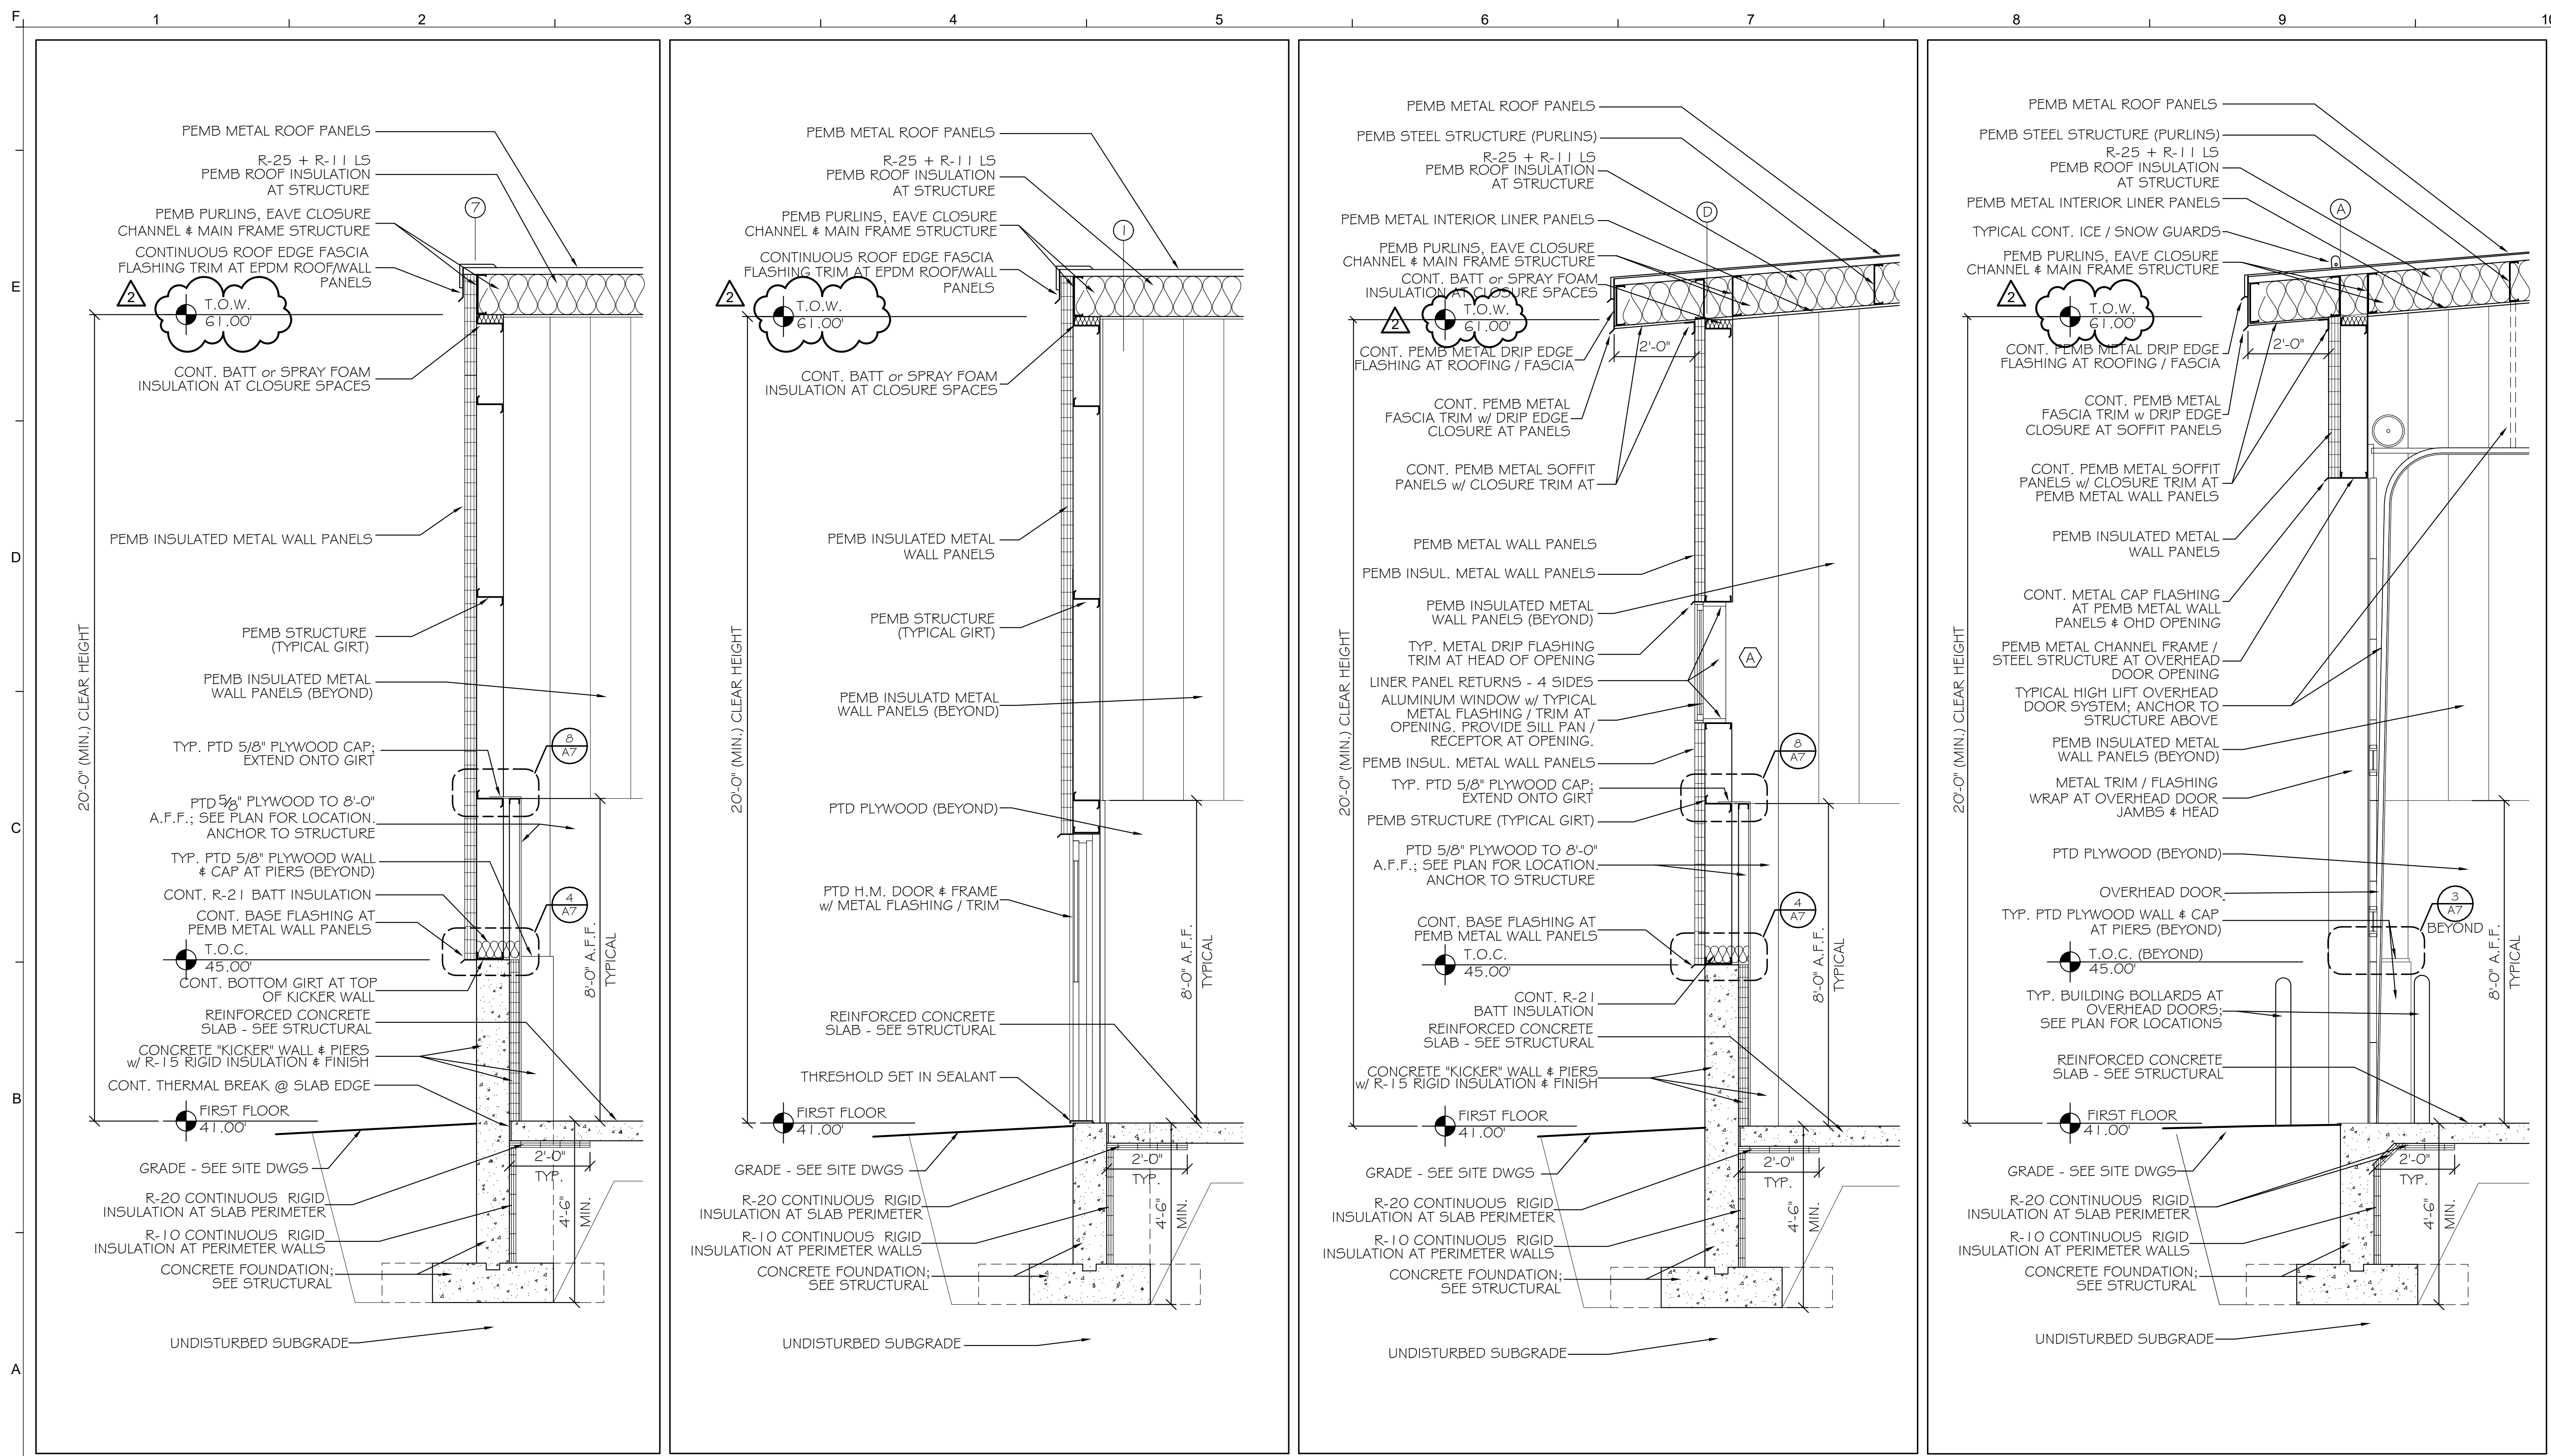 F
1
2
3
4
5
6
7
8
9
10
E
D
C
B
A
PEMB METAL ROOF PANELS
R-25 + R-11 LS
PEMB ROOF INSULATION
AT STRUCTURE
7
PEMB PURLINS, EAVE CLOSURE
CHANNEL & MAIN FRAME STRUCTURE
CONTINUOUS ROOF EDGE FASCIA
FLASHING TRIM AT EPDM ROOF/WALL
PANELS
2
T.O.W.
61.00'
CONT. BATT or SPRAY FOAM
INSULATION AT CLOSURE SPACES
20'-0" (MIN.) CLEAR HEIGHT
PEMB INSULATED METAL WALL PANELS
PEMB STRUCTURE
(TYPICAL GIRT)
PEMB INSULATED METAL
WALL PANELS (BEYOND)
TYP. PTD 5/8" PLYWOOD CAP;
EXTEND ONTO GIRT
8
A7
PTD 5/8" PLYWOOD TO 8'-0"
A.F.F.; SEE PLAN FOR LOCATION.
ANCHOR TO STRUCTURE
TYP. PTD 5/8" PLYWOOD WALL
& CAP AT PIERS (BEYOND)
CONT. R-21 BATT INSULATION
4
A7
CONT. BASE FLASHING AT
PEMB METAL WALL PANELS
T.O.C.
45.00'
8'-0" A.F.F.
TYPICAL
CONT. BOTTOM GIRT AT TOP
OF KICKER WALL
REINFORCED CONCRETE
SLAB - SEE STRUCTURAL
CONCRETE "KICKER" WALL & PIERS
w/ R-15 RIGID INSULATION & FINISH
CONT. THERMAL BREAK @ SLAB EDGE
FIRST FLOOR
41.00'
GRADE - SEE SITE DWGS
2'-0"
TYP.
R-20 CONTINUOUS RIGID
INSULATION AT SLAB PERIMETER
4'-6"
MIN.
R-10 CONTINUOUS RIGID
INSULATION AT PERIMETER WALLS
CONCRETE FOUNDATION;
SEE STRUCTURAL
UNDISTURBED SUBGRADE
PEMB METAL ROOF PANELS
R-25 + R-11 LS
PEMB ROOF INSULATION
AT STRUCTURE
PEMB PURLINS, EAVE CLOSURE
CHANNEL & MAIN FRAME STRUCTURE
1
CONTINUOUS ROOF EDGE FASCIA
FLASHING TRIM AT EPDM ROOF/WALL
PANELS
2
T.O.W.
61.00'
CONT. BATT or SPRAY FOAM
INSULATION AT CLOSURE SPACES
20'-0" (MIN.) CLEAR HEIGHT
PEMB INSULATED METAL
WALL PANELS
PEMB STRUCTURE
(TYPICAL GIRT)
PEMB INSULATD METAL
WALL PANELS (BEYOND)
PTD PLYWOOD (BEYOND)
PTD H.M. DOOR & FRAME
w/ METAL FLASHING / TRIM
8'-0" A.F.F.
TYPICAL
REINFORCED CONCRETE
SLAB - SEE STRUCTURAL
THRESHOLD SET IN SEALANT
FIRST FLOOR
41.00'
GRADE - SEE SITE DWGS
2'-0"
TYP.
R-20 CONTINUOUS RIGID
INSULATION AT SLAB PERIMETER
4'-6"
MIN.
R-10 CONTINUOUS RIGID
INSULATION AT PERIMETER WALLS
CONCRETE FOUNDATION;
SEE STRUCTURAL
UNDISTURBED SUBGRADE
PEMB METAL ROOF PANELS
PEMB STEEL STRUCTURE (PURLINS)
R-25 + R-11 LS
PEMB ROOF INSULATION
AT STRUCTURE
PEMB METAL INTERIOR LINER PANELS
D
PEMB PURLINS, EAVE CLOSURE
CHANNEL & MAIN FRAME STRUCTURE
CONT. BATT or SPRAY FOAM
INSULATION AT CLOSURE SPACES
2
T.O.W.
61.00'
CONT. PEMB METAL DRIP EDGE
FLASHING AT ROOFING / FASCIA
2'-0"
CONT. PEMB METAL
FASCIA TRIM w/ DRIP EDGE
CLOSURE AT PANELS
CONT. PEMB METAL SOFFIT
PANELS w/ CLOSURE TRIM AT
PEMB METAL WALL PANELS
PEMB INSUL. METAL WALL PANELS
PEMB INSULATED METAL
WALL PANELS (BEYOND)
20'-0" (MIN.) CLEAR HEIGHT
TYP. METAL DRIP FLASHING
TRIM AT HEAD OF OPENING
A
LINER PANEL RETURNS - 4 SIDES
ALUMINUM WINDOW w/ TYPICAL
METAL FLASHING / TRIM AT
OPENING. PROVIDE SILL PAN /
RECEPTOR AT OPENING.
8
A7
PEMB INSUL. METAL WALL PANELS
TYP. PTD 5/8" PLYWOOD CAP;
EXTEND ONTO GIRT
PEMB STRUCTURE (TYPICAL GIRT)
PTD 5/8" PLYWOOD TO 8'-0"
A.F.F.; SEE PLAN FOR LOCATION.
ANCHOR TO STRUCTURE
4
A7
CONT. BASE FLASHING AT
PEMB METAL WALL PANELS
T.O.C.
45.00'
8'-0" A.F.F.
TYPICAL
CONT. R-21
BATT INSULATION
REINFORCED CONCRETE
SLAB - SEE STRUCTURAL
CONCRETE "KICKER" WALL & PIERS
w/ R-15 RIGID INSULATION & FINISH
FIRST FLOOR
41.00'
GRADE - SEE SITE DWGS
2'-0"
TYP.
R-20 CONTINUOUS RIGID
INSULATION AT SLAB PERIMETER
4'-6"
MIN.
R-10 CONTINUOUS RIGID
INSULATION AT PERIMETER WALLS
CONCRETE FOUNDATION;
SEE STRUCTURAL
UNDISTURBED SUBGRADE
PEMB METAL ROOF PANELS
PEMB STEEL STRUCTURE (PURLINS)
R-25 + R-11 LS
PEMB ROOF INSULATION
AT STRUCTURE
PEMB METAL INTERIOR LINER PANELS
A
TYPICAL CONT. ICE / SNOW GUARDS
PEMB PURLINS, EAVE CLOSURE
CHANNEL & MAIN FRAME STRUCTURE
2
T.O.W.
61.00'
CONT. PEMB METAL DRIP EDGE
FLASHING AT ROOFING / FASCIA
2'-0"
CONT. PEMB METAL
FASCIA TRIM w DRIP EDGE
CLOSURE AT SOFFIT PANELS
CONT. PEMB METAL SOFFIT
PANELS w/ CLOSURE TRIM AT
PEMB METAL WALL PANELS
PEMB INSULATED METAL
WALL PANELS
CONT. METAL CAP FLASHING
AT PEMB METAL WALL
PANELS & OHD OPENING
20'-0" (MIN.) CLEAR HEIGHT
PEMB METAL CHANNEL FRAME /
STEEL STRUCTURE AT OVERHEAD
DOOR OPENING
TYPICAL HIGH LIFT OVERHEAD
DOOR SYSTEM; ANCHOR TO
STRUCTURE ABOVE
PEMB INSULATED METAL
WALL PANELS (BEYOND)
METAL TRIM / FLASHING
WRAP AT OVERHEAD DOOR
JAMBS & HEAD
PTD PLYWOOD (BEYOND)
OVERHEAD DOOR
TYP. PTD PLYWOOD WALL & CAP
AT PIERS (BEYOND)
3
A7
BEYOND
T.O.C. (BEYOND)
45.00'
8'-0" A.F.F.
TYPICAL
TYP. BUILDING BOLLARDS AT
OVERHEAD DOORS;
SEE PLAN FOR LOCATIONS
REINFORCED CONCRETE
SLAB - SEE STRUCTURAL
FIRST FLOOR
41.00'
GRADE - SEE SITE DWGS
2'-0"
TYP.
R-20 CONTINUOUS RIGID
INSULATION AT SLAB PERIMETER
4'-6"
MIN.
R-10 CONTINUOUS RIGID
INSULATION AT PERIMETER WALLS
CONCRETE FOUNDATION;
SEE STRUCTURAL
UNDISTURBED SUBGRADE